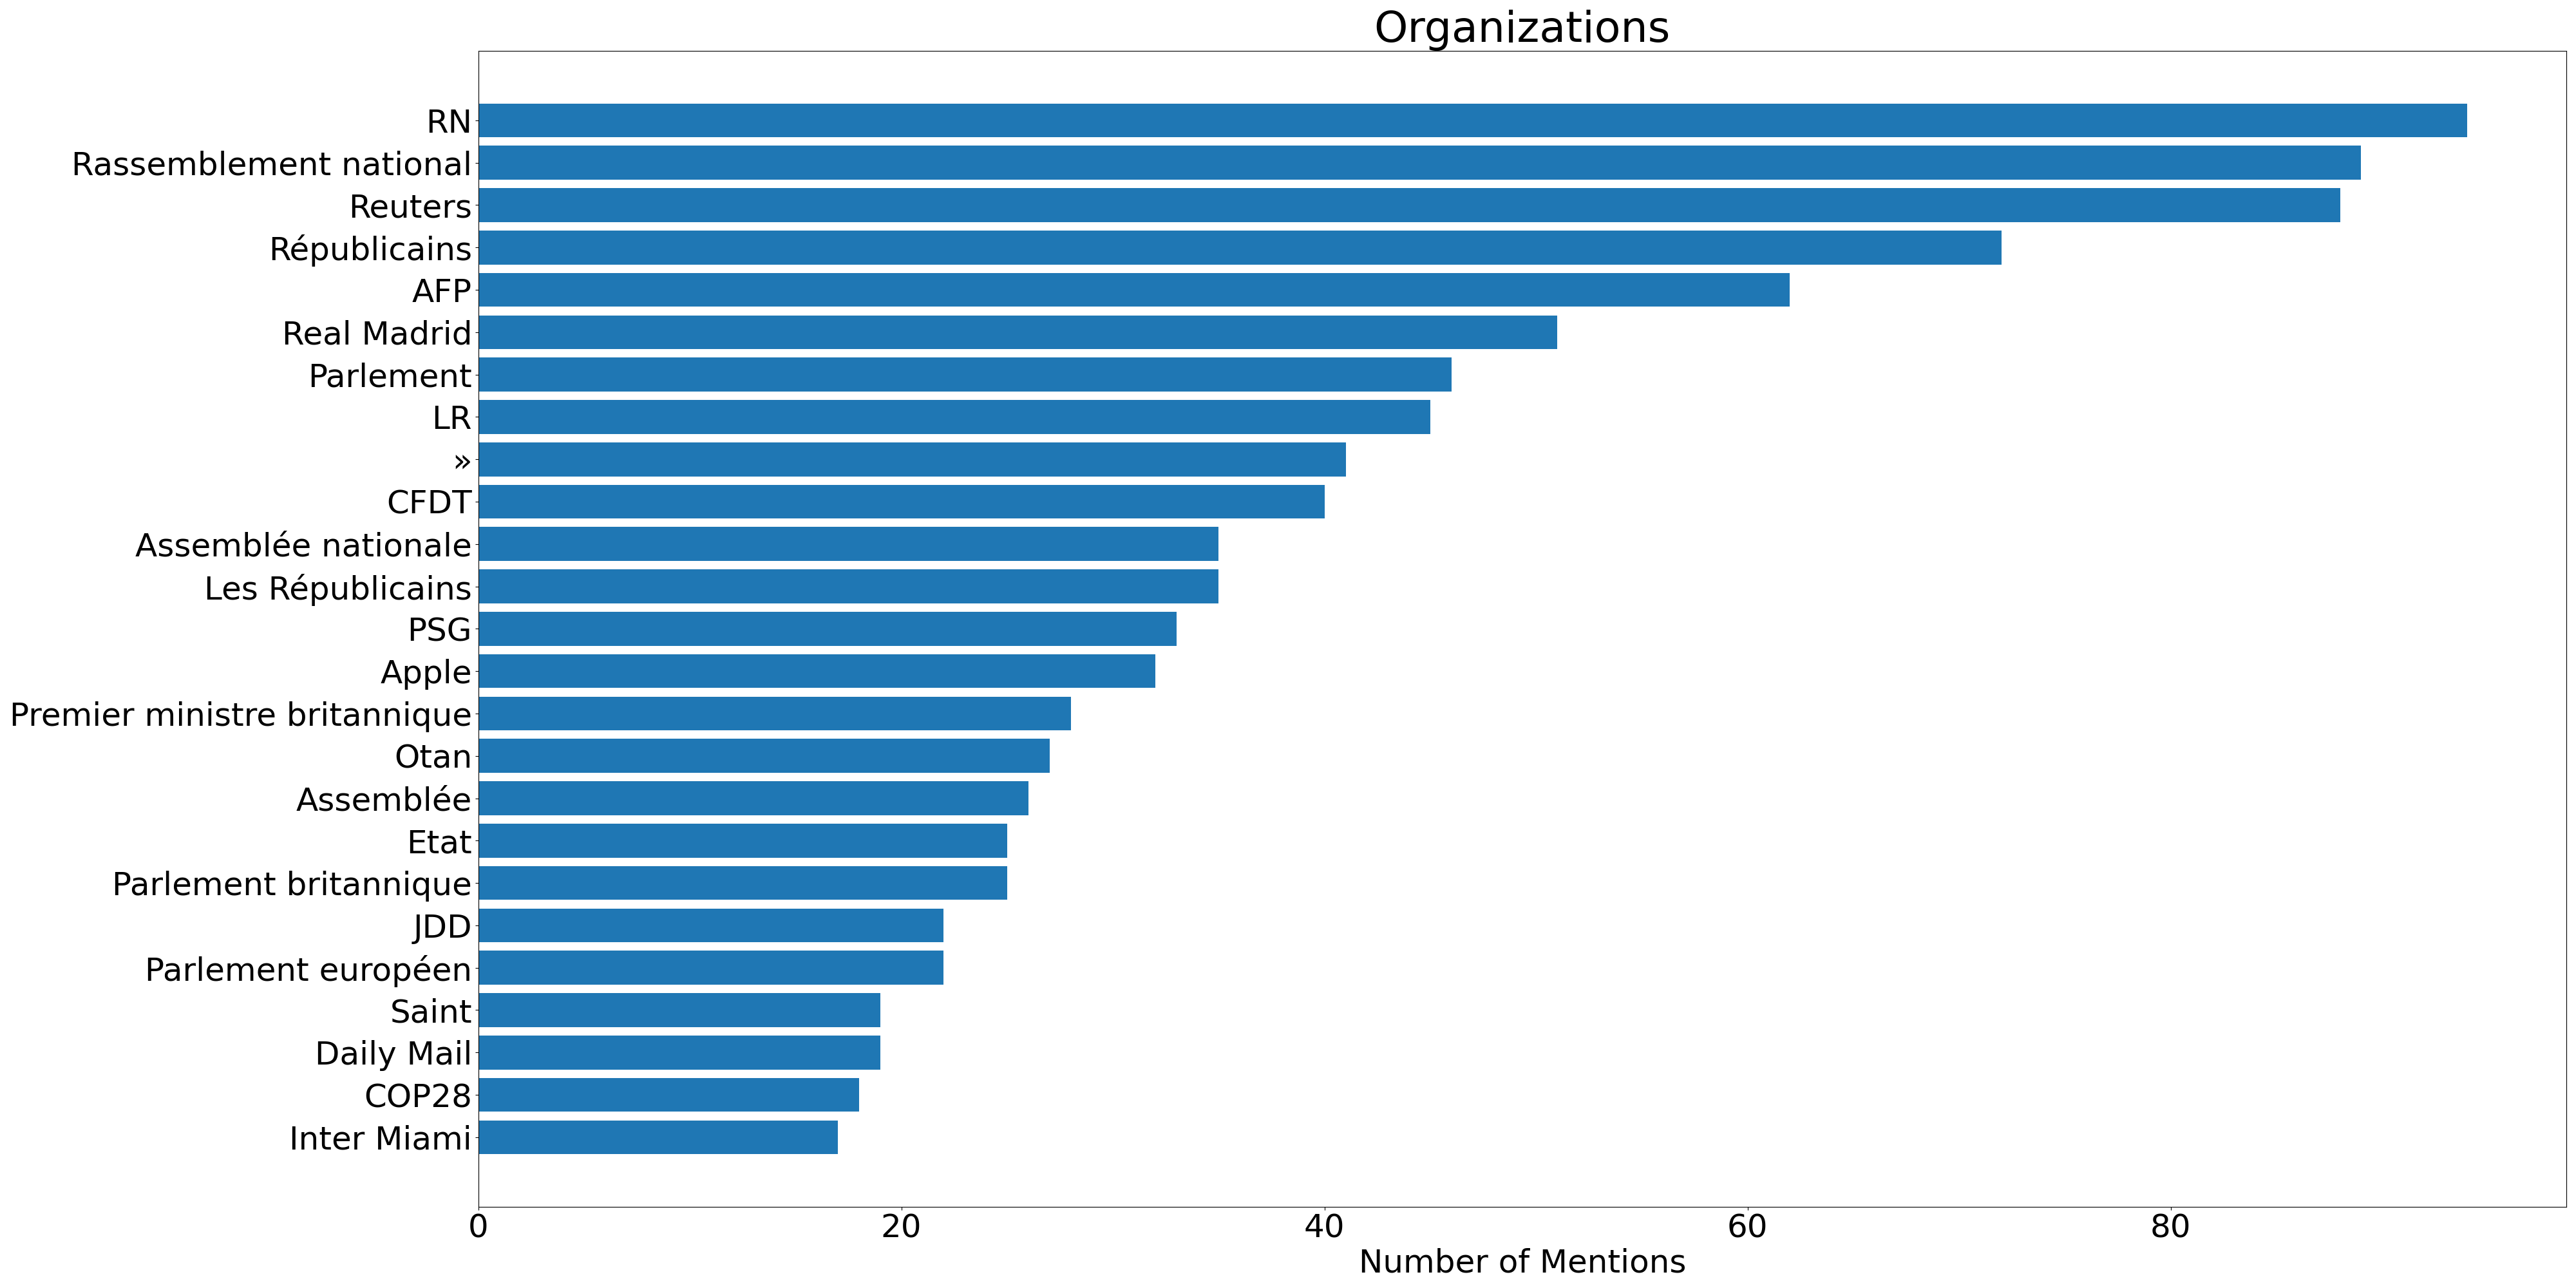 Organizations
RN
Rassemblement national
Reuters
Républicains
AFP
Real Madrid
Parlement
LR
»
CFDT
Assemblée nationale
Les Républicains
PSG
Apple
Premier ministre britannique
Otan
Assemblée
Etat
Parlement britannique
JDD
Parlement européen
Saint
Daily Mail
COP28
Inter Miami
0 20 40 60 80
Number of Mentions